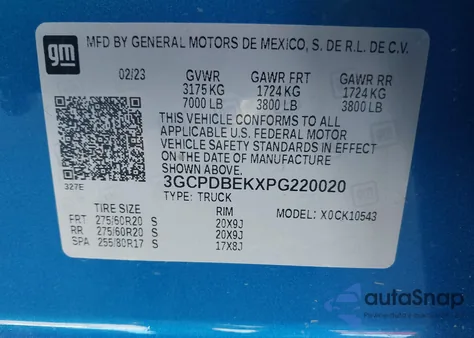 gm
MFD BY GENERAL MOTORS DE MEXICO, S. DE R.L. DE C.V.
02/23 GVWR GAWR FRT GAWR RR
3175 KG 1724 KG 1724 KG
7000 LB 3800 LB 3800 LB
THIS VEHICLE CONFORMS TO ALL
APPLICABLE U.S. FEDERAL MOTOR
VEHICLE SAFETY STANDARDS IN EFFECT
ON THE DATE OF MANUFACTURE
SHOWN ABOVE.
327E 3GCPDBEKXPG220020
TYPE: TRUCK
TIRE SIZE RIM MODEL: X0CK10543
FRT 275/60R20 S 20X9J
RR 275/60R20 S 20X9J
SPA 255/80R17 S 17X8J
autoSnap